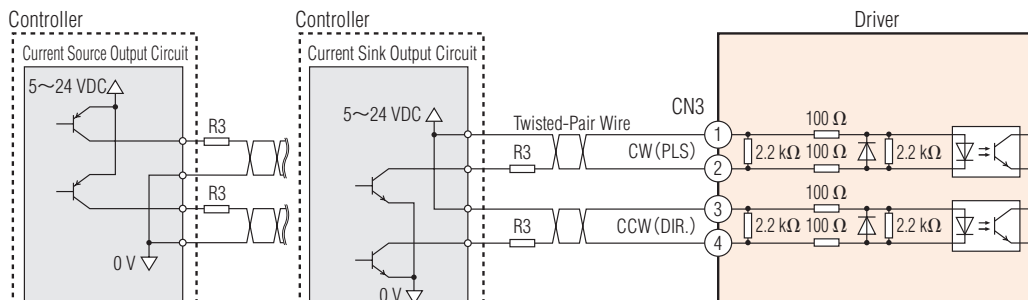 Controller
Controller
Driver
Current Source Output Circuit
Current Sink Output Circuit
5～24 VDC
5～24 VDC
CN3
R3
Twisted-Pair Wire
1
100 Ω
R3
CW (PLS)
2.2 kΩ
100 Ω
2.2 kΩ
2
R3
3
100 Ω
R3
CCW (DIR.)
2.2 kΩ
100 Ω
2.2 kΩ
4
0 V
0 V